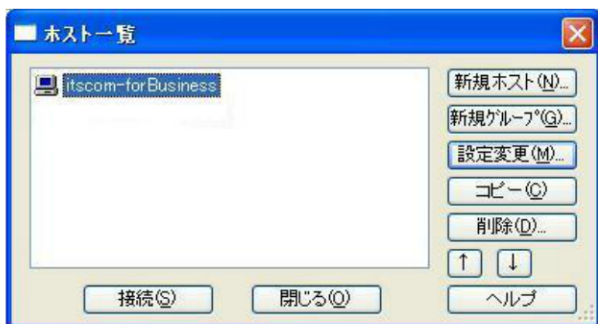 ホスト一覧
itscom-forBusiness
新規ホスト(N)...
新規ｸﾞﾙｰﾌﾟ(G)...
設定変更(M)...
コピー(C)
削除(D)...
↑ ↓
接続(S) 閉じる(O) ヘルプ